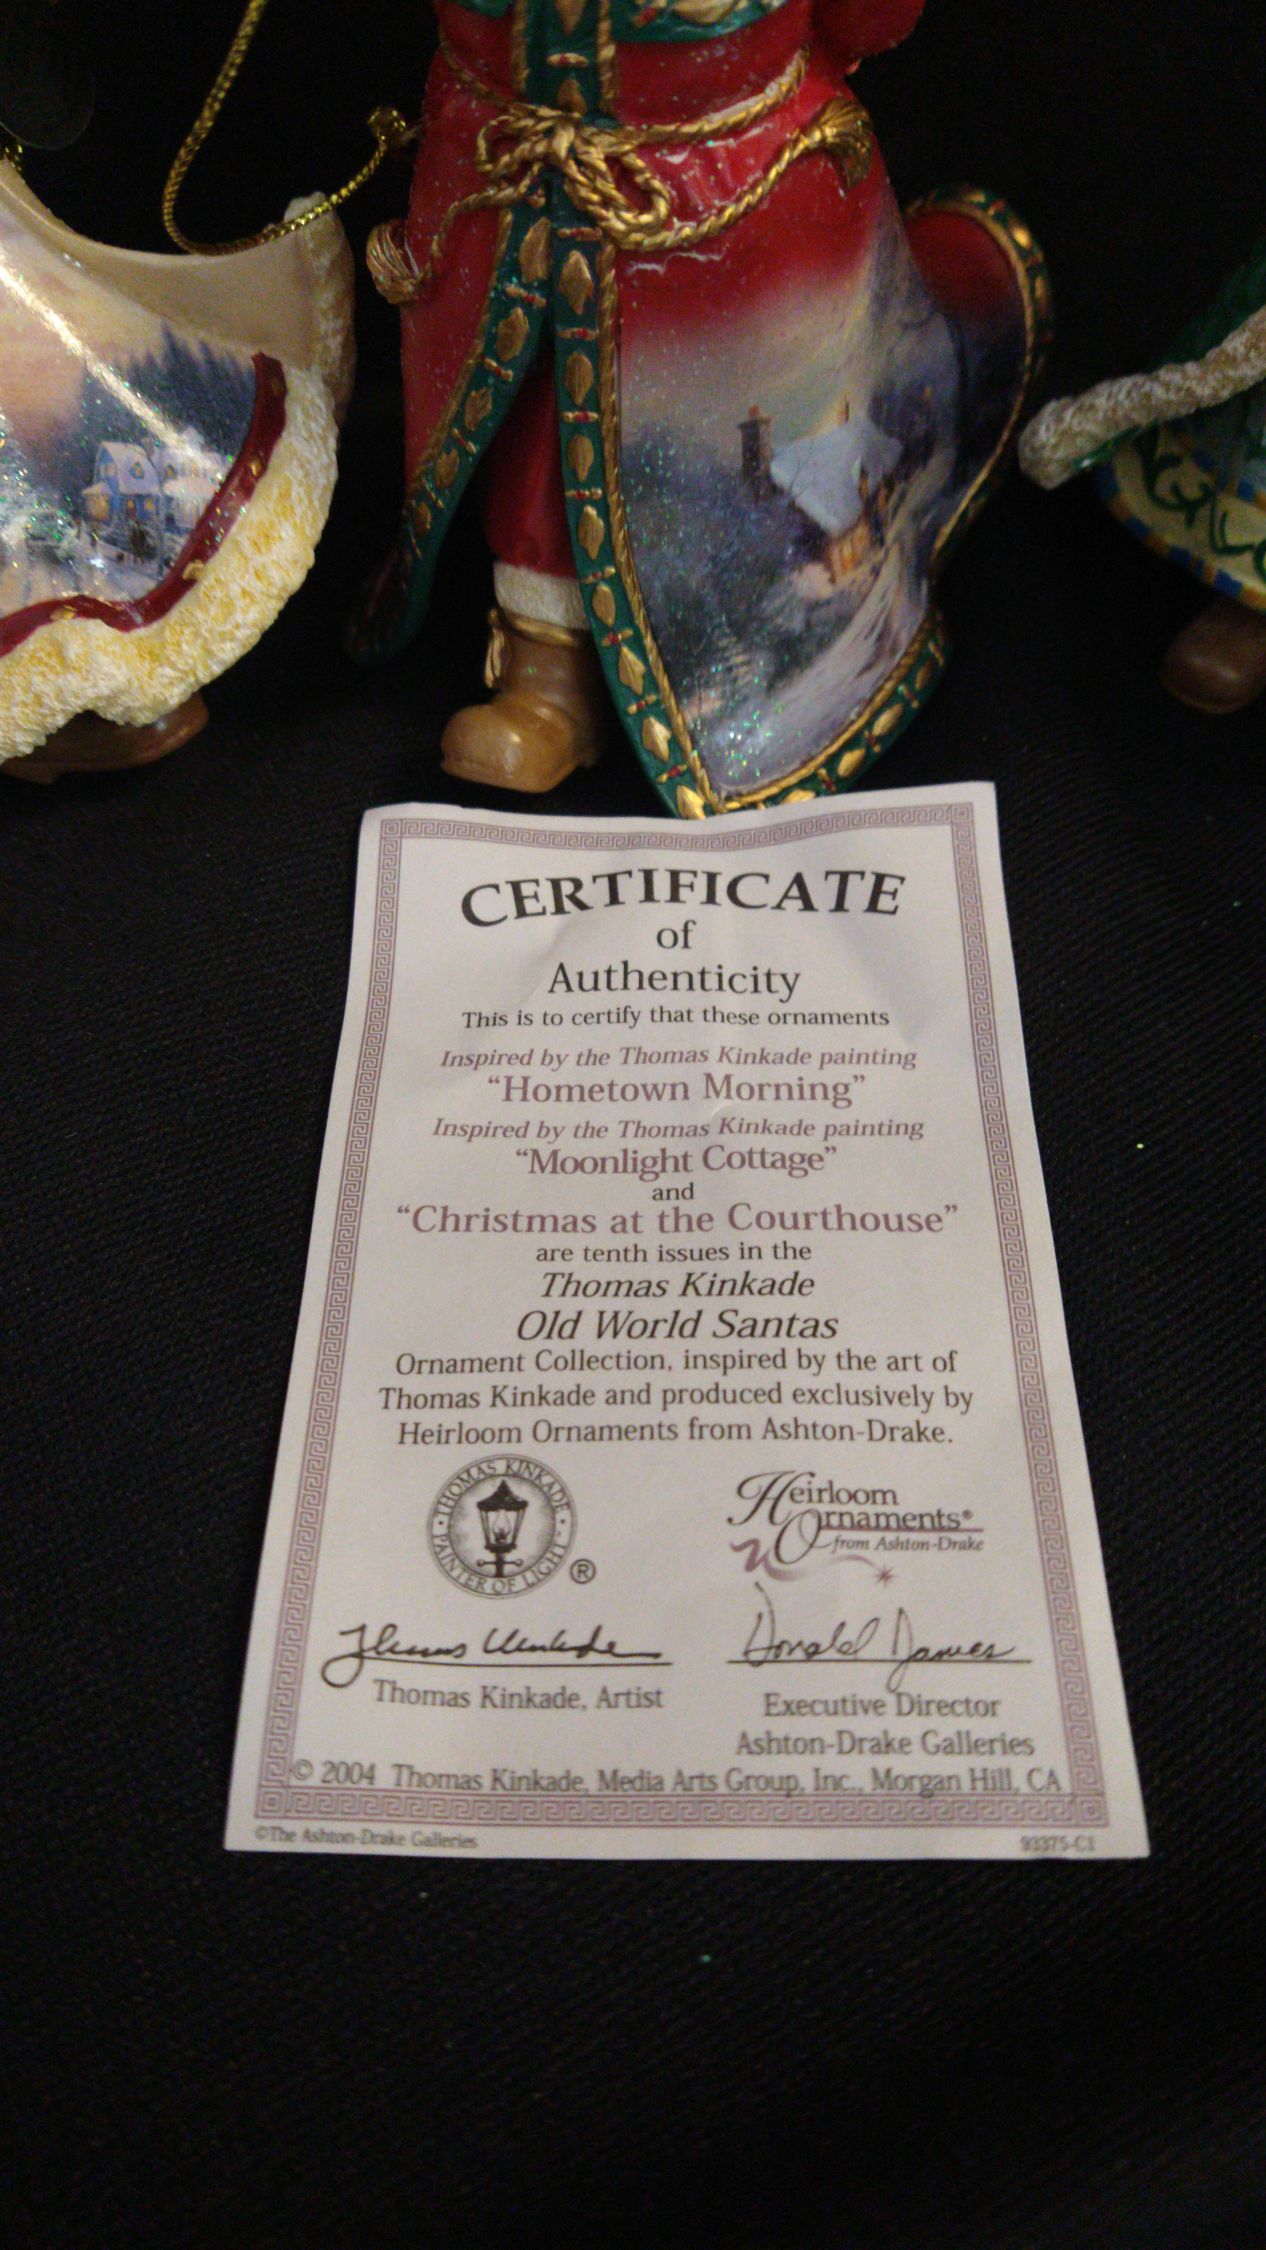 CERTIFICATE
of
Authenticity
This is to certify that these ornaments
Inspired by the Thomas Kinkade painting
“Hometown Morning”
Inspired by the Thomas Kinkade painting
“Moonlight Cottage”
and
“Christmas at the Courthouse”
are tenth issues in the
Thomas Kinkade
Old World Santas
Ornament Collection, inspired by the art of
Thomas Kinkade and produced exclusively by
Heirloom Ornaments from Ashton-Drake.
THOMAS KINKADE
PAINTER OF LIGHT ®
Heirloom
Ornaments®
from Ashton-Drake
Thomas Kinkade
Thomas Kinkade, Artist
Donald James
Executive Director
Ashton-Drake Galleries
© 2004 Thomas Kinkade, Media Arts Group, Inc., Morgan Hill, CA
©The Ashton-Drake Galleries
93375-C1